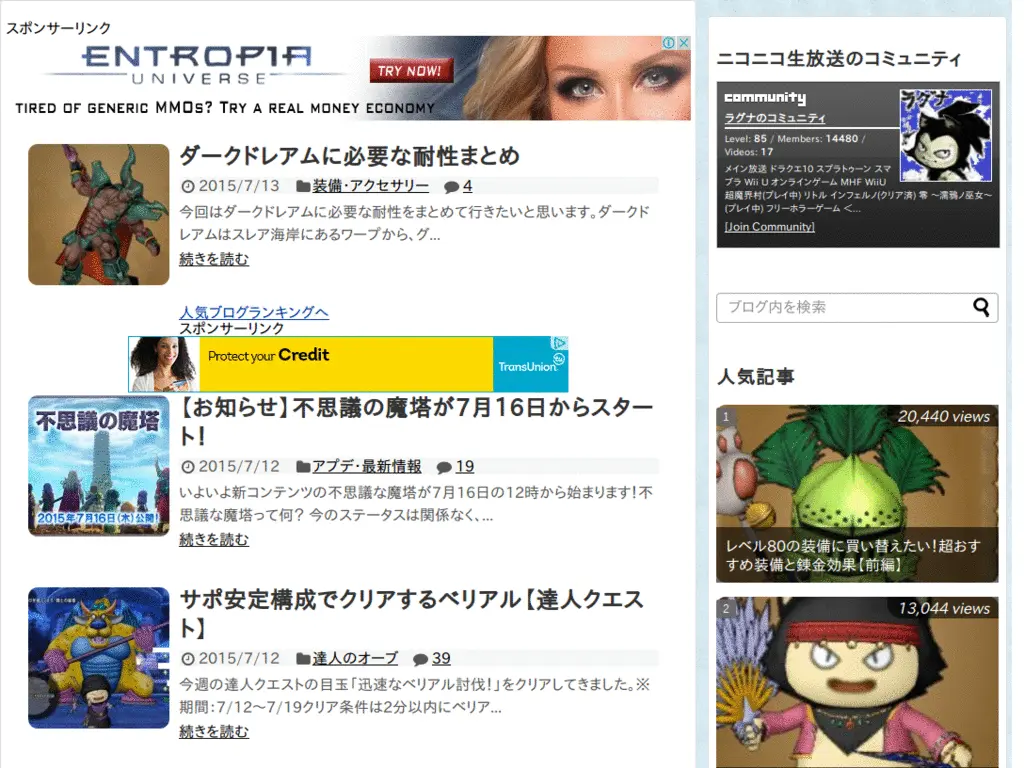 スポンサーリンク
ENTROPIA
UNIVERSE
TRY NOW!
TIRED OF GENERIC MMOS? TRY A REAL MONEY ECONOMY
ダークドレアムに必要な耐性まとめ
2015/7/13 装備・アクセサリー 4
今回はダークドレアムに必要な耐性をまとめて行きたいと思います。ダークド
レアムはスレア海岸にあるワープから、グ...
続きを読む
人気ブログランキングへ
スポンサーリンク
Protect your Credit
TransUnion
tu
不思議の魔塔
2015年7月16日(木)公開!
【お知らせ】不思議の魔塔が7月16日からスター
ト!
2015/7/12 アプデ・最新情報 19
いよいよ新コンテンツの不思議な魔塔が7月16日の12時から始まります!不
思議な魔塔って何? 今のステータスは関係なく、...
続きを読む
サポ安定構成でクリアするベリアル【達人クエス
ト】
2015/7/12 達人のオーブ 39
今週の達人クエストの目玉「迅速なベリアル討伐!」をクリアしてきました。※
期間:7/12〜7/19クリア条件は2分以内にベリア...
続きを読む
ニコニコ生放送のコミュニティ
community
ラグナのコミュニティ
Level: 85 / Members: 14480 /
Videos: 17
メイン放送 ドラクエ10 スプラトゥーン スマ
ブラ Wii U オンラインゲーム MHF WiiU
超魔界村(プレイ中) リトル インフェルノ(クリア済) 零 〜濡鴉ノ巫女〜
(プレイ中) フリーホラーゲーム <...
[Join Community]
ラグナ
ブログ内を検索
人気記事
1
20,440 views
レベル80の装備に買い替えたい!超おす
すめ装備と錬金効果【前編】
2
13,044 views